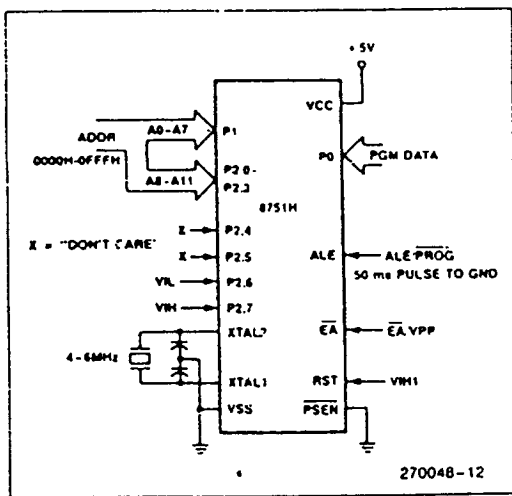 + 5V
VCC
A0-A7
P1
ADDR
0000H-0FFFH
P0
PGM DATA
A8-A11
P2.0-
P2.3
8751H
X
P2.4
X = "DON'T CARE"
X
P2.5
ALE
ALE/PROG
50 ms PULSE TO GND
VIL
P2.6
VIH
P2.7
XTAL2
EA
EA/VPP
4-6MHz
XTAL1
RST
VIH1
VSS
PSEN
270048-12